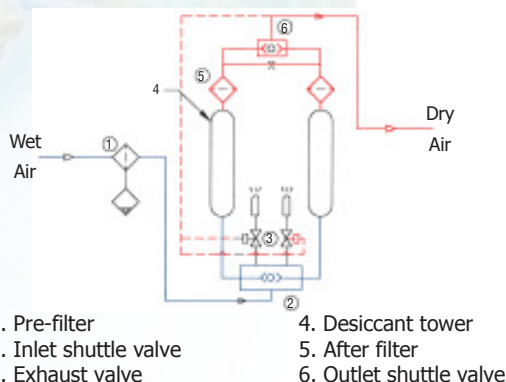 ⑥
⑤
4
Dry
Air
Wet
Air
①
③
②
. Pre-filter
. Inlet shuttle valve
. Exhaust valve
4. Desiccant tower
5. After filter
6. Outlet shuttle valve